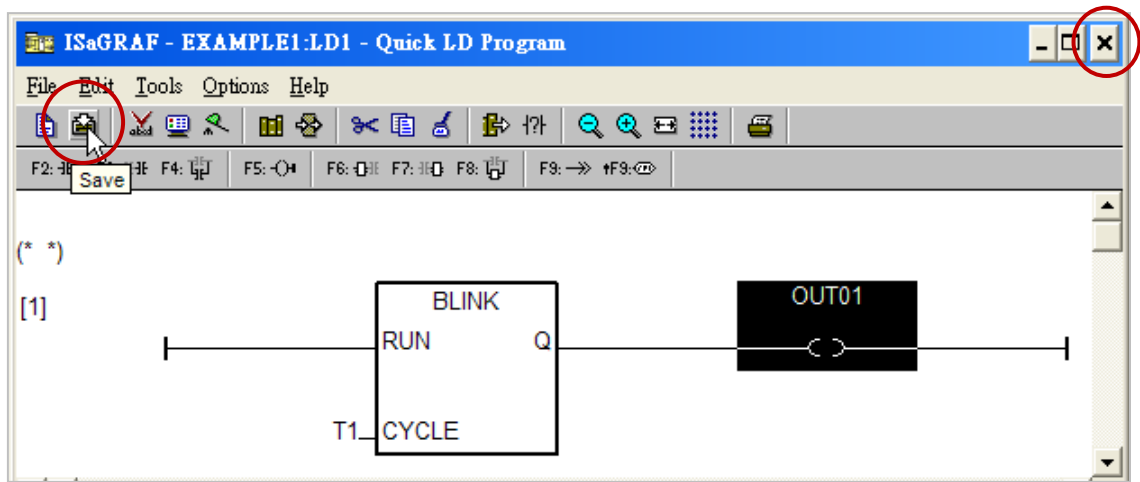 ISaGRAF - EXAMPLE1:LD1 - Quick LD Program
File Edit Tools Options Help
F2: F4: F5: F6: F7: F8: F9: F9:
Save
(* *)
[1]
BLINK
OUT01
RUN Q
T1 CYCLE